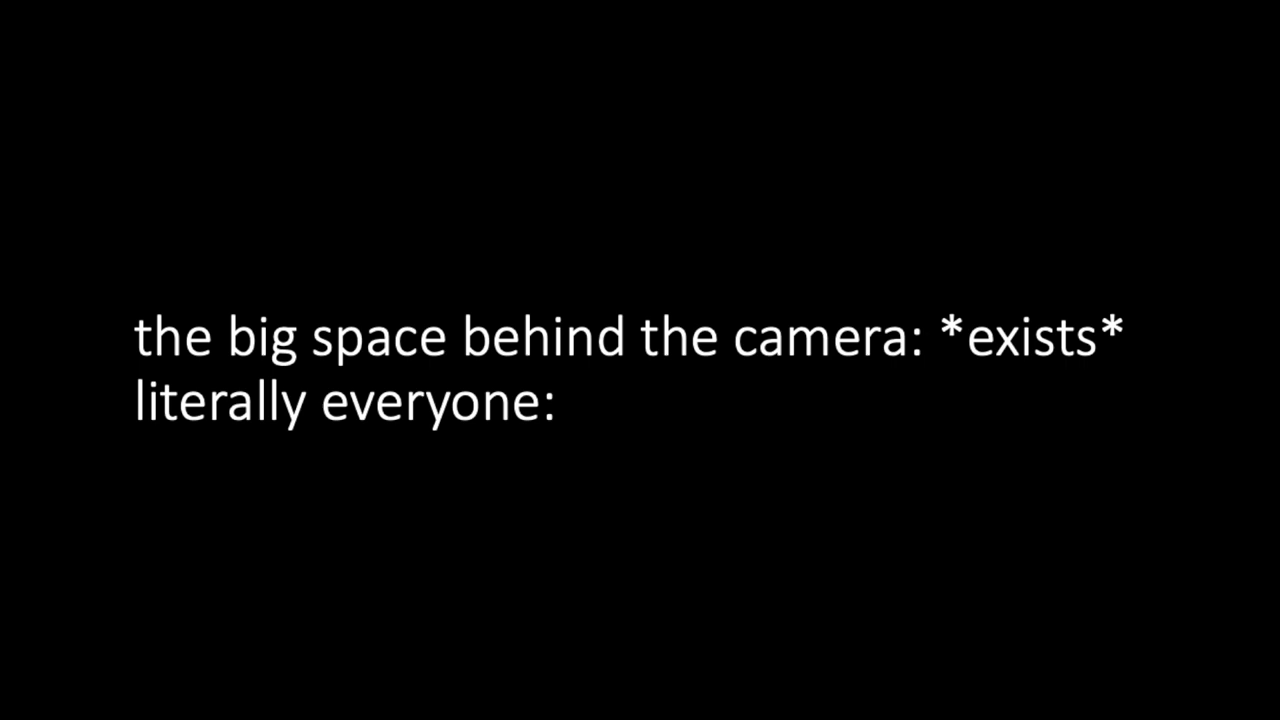 the big space behind the camera: *exists*
literally everyone: